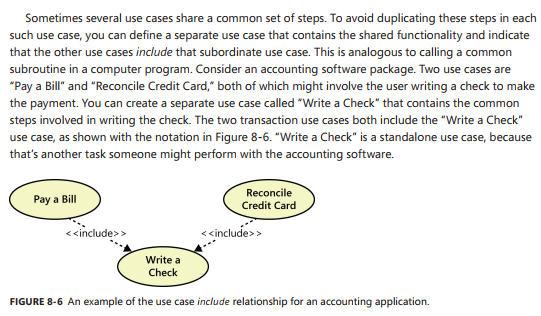 Sometimes several use cases share a common set of steps. To avoid duplicating these steps in each
such use case, you can define a separate use case that contains the shared functionality and indicate
that the other use cases include that subordinate use case. This is analogous to calling a common
subroutine in a computer program. Consider an accounting software package. Two use cases are
“Pay a Bill” and “Reconcile Credit Card,” both of which might involve the user writing a check to make
the payment. You can create a separate use case called “Write a Check” that contains the common
steps involved in writing the check. The two transaction use cases both include the “Write a Check”
use case, as shown with the notation in Figure 8-6. “Write a Check” is a standalone use case, because
that’s another task someone might perform with the accounting software.
Pay a Bill
Reconcile
Credit Card
<<include>>
<<include>>
Write a
Check
FIGURE 8-6 An example of the use case include relationship for an accounting application.